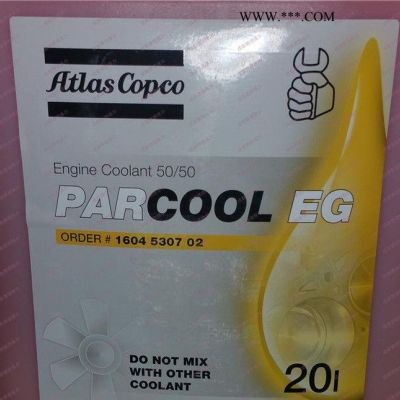 WWW.***.COM
Atlas Copco
Engine Coolant 50/50
PARCOOL EG
ORDER # 1604 5307 02
DO NOT MIX
WITH OTHER
COOLANT
20l